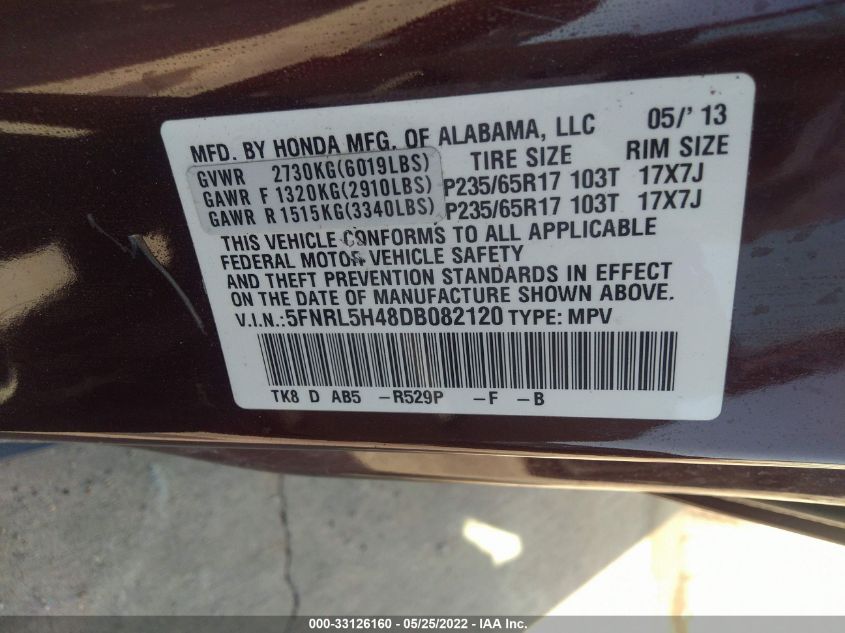 MFD. BY HONDA MFG. OF ALABAMA, LLC 05/' 13
GVWR 2730KG(6019LBS) TIRE SIZE RIM SIZE
GAWR F 1320KG(2910LBS) P235/65R17 103T 17X7J
GAWR R 1515KG(3340LBS) P235/65R17 103T 17X7J
THIS VEHICLE CONFORMS TO ALL APPLICABLE
FEDERAL MOTOR VEHICLE SAFETY
AND THEFT PREVENTION STANDARDS IN EFFECT
ON THE DATE OF MANUFACTURE SHOWN ABOVE.
V.I.N.:5FNRL5H48DB082120 TYPE: MPV
TK8 D AB5 -R529P -F -B
000-33126160 - 05/25/2022 - IAA